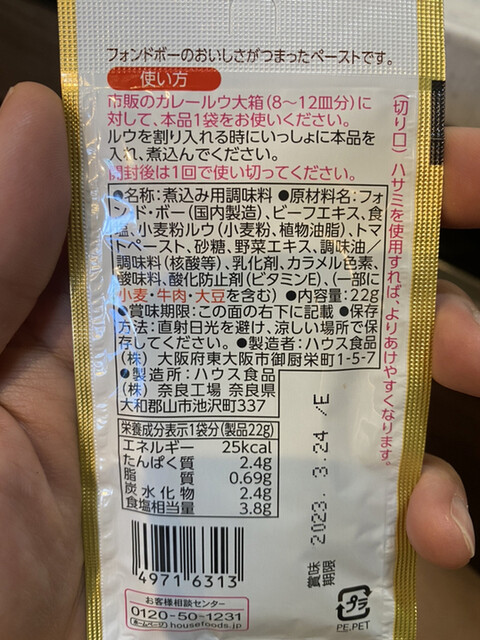 フォンドボーのおいしさがつまったペーストです。
使い方
市販のカレールウ大箱(8〜12皿分)に
対して、本品1袋をお使いください。
ルウを割り入れる時にいっしょに本品を
入れ、煮込んでください。
開封後は1回で使い切ってください。
(切り口)ハサミを使用すれば、よりあけやすくなります。
●名称:煮込み用調味料 ●原材料名:フォ
ンド・ボー(国内製造)、ビーフエキス、食
塩、小麦粉ルウ(小麦粉、植物油脂)、トマ
トペースト、砂糖、野菜エキス、調味油/
調味料(核酸等)、乳化剤、カラメル色素、
酸味料、酸化防止剤(ビタミンE)、(一部に
小麦・牛肉・大豆を含む) ●内容量:22g
●賞味期限:この面の右下に記載 ●保存
方法:直射日光を避け、涼しい場所で保
存してください。●製造者:ハウス食品
(株) 大阪府東大阪市御厨栄町1-5-7
●製造所:ハウス食品
(株) 奈良工場 奈良県
大和郡山市池沢町337
栄養成分表示1袋分(製品22g)
エネルギー 25kcal
たんぱく質 2.4g
脂質 0.69g
炭水化物 2.4g
食塩相当量 3.8g
4971 6313
お客様相談センター
0120-50-1231
ホームページ housefoods.jp
賞味
期限
2023.3.24/E
プラ
PE,PET